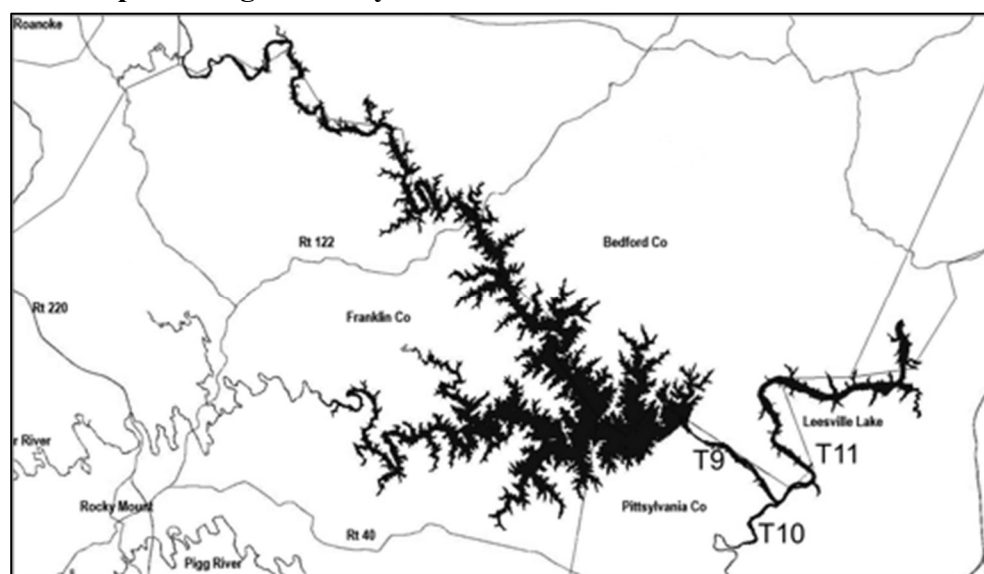 Roanoke
Rt 122
Bedford Co
Rt 220
Franklin Co
Leesville Lake
r River
T9
T11
Rocky Mount
Pittsylvania Co
Rt 40
T10
Pigg River